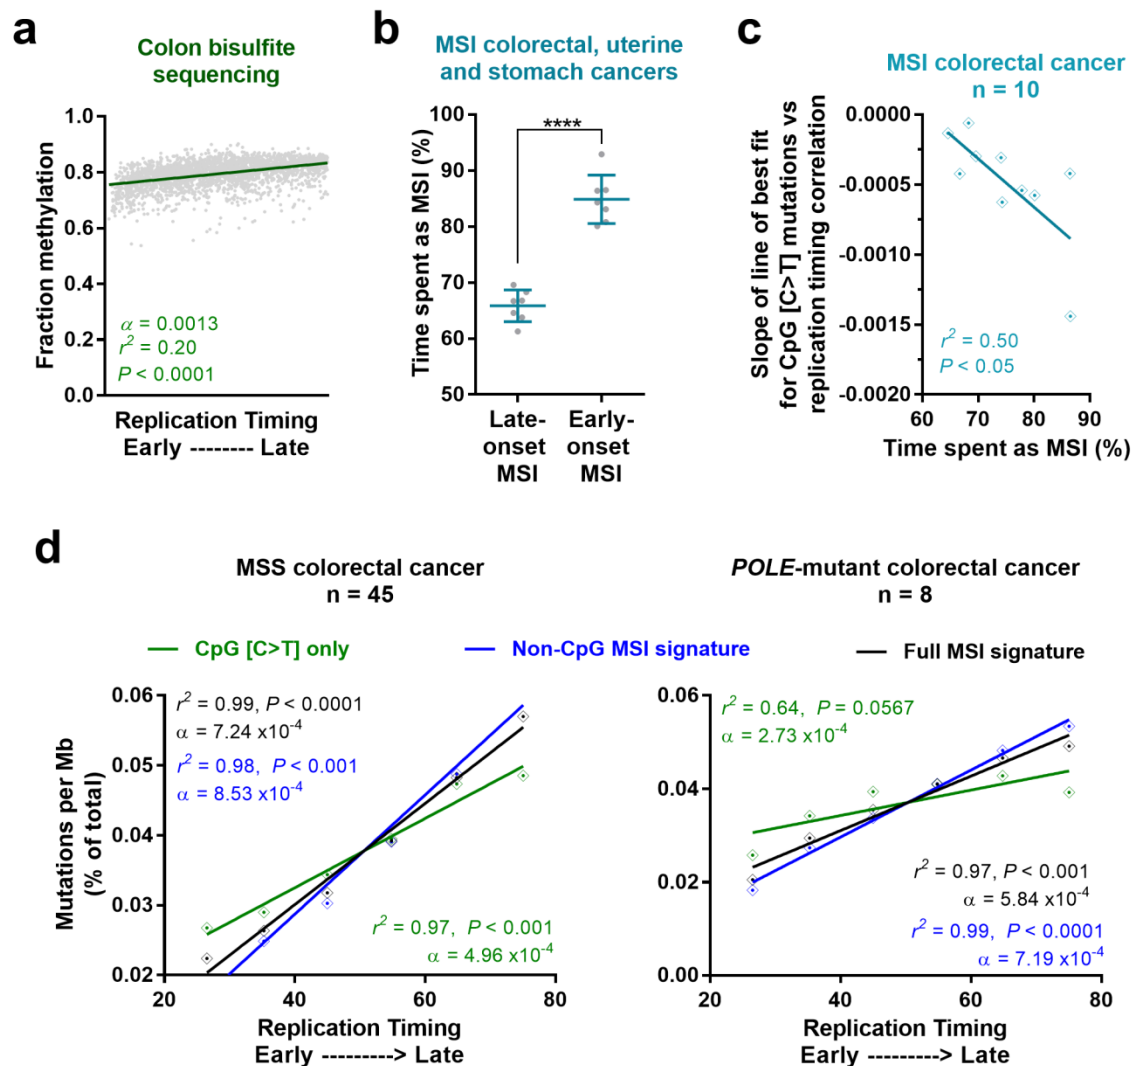 a
Colon bisulfite
sequencing
Fraction methylation
1.0
0.8
0.6
0.4
0.2
0.0
α = 0.0013
r² = 0.20
P < 0.0001
Replication Timing
Early -------- Late
b
MSI colorectal, uterine
and stomach cancers
Time spent as MSI (%)
100
90
80
70
60
50
****
Late-
onset
MSI
Early-
onset
MSI
c
MSI colorectal cancer
n = 10
Slope of line of best fit
for CpG [C>T] mutations vs
replication timing correlation
0.0000
-0.0005
-0.0010
-0.0015
-0.0020
r² = 0.50
P < 0.05
60 70 80 90
Time spent as MSI (%)
d
MSS colorectal cancer
n = 45
POLE-mutant colorectal cancer
n = 8
CpG [C>T] only
Non-CpG MSI signature
Full MSI signature
Mutations per Mb
(% of total)
0.06
0.05
0.04
0.03
0.02
r² = 0.99, P < 0.0001
α = 7.24 x10⁻⁴
r² = 0.98, P < 0.001
α = 8.53 x10⁻⁴
r² = 0.97, P < 0.001
α = 4.96 x10⁻⁴
20 40 60 80
Replication Timing
Early ---------> Late
0.06
0.04
0.02
0.00
r² = 0.64, P = 0.0567
α = 2.73 x10⁻⁴
r² = 0.97, P < 0.001
α = 5.84 x10⁻⁴
r² = 0.99, P < 0.0001
α = 7.19 x10⁻⁴
20 40 60 80
Replication Timing
Early ---------> Late